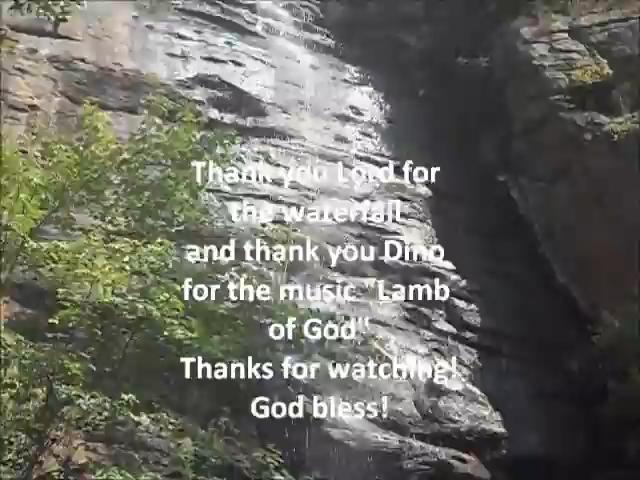 Thank you Lord for
the waterfall
and thank you Dino
for the music "Lamb
of God"
Thanks for watching!
God bless!